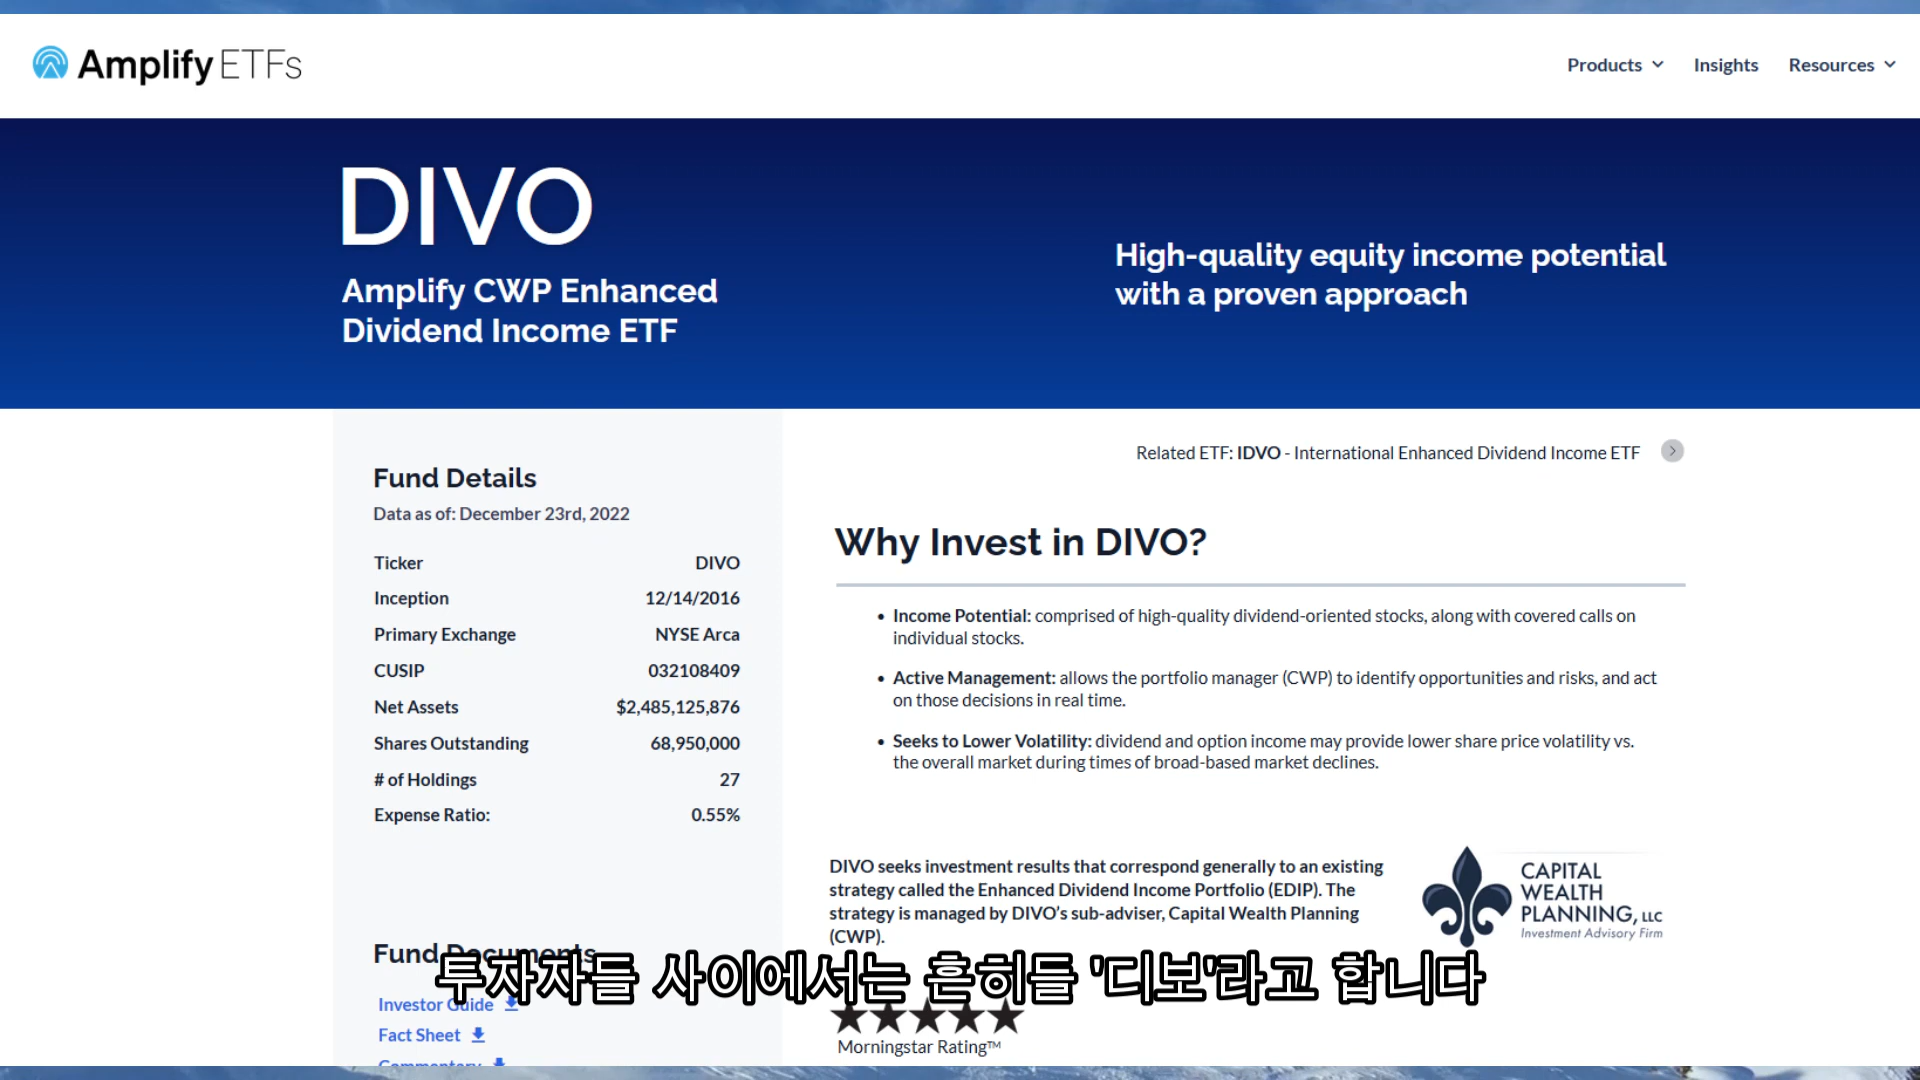 Amplify ETFs
Products
Insights
Resources
DIVO
Amplify CWP Enhanced
Dividend Income ETF
High-quality equity income potential
with a proven approach
Related ETF: IDVO - International Enhanced Dividend Income ETF
Fund Details
Data as of: December 23rd, 2022
Ticker DIVO
Inception 12/14/2016
Primary Exchange NYSE Arca
CUSIP 032108409
Net Assets $2,485,125,876
Shares Outstanding 68,950,000
# of Holdings 27
Expense Ratio: 0.55%
Why Invest in DIVO?
• Income Potential: comprised of high-quality dividend-oriented stocks, along with covered calls on
individual stocks.
• Active Management: allows the portfolio manager (CWP) to identify opportunities and risks, and act
on those decisions in real time.
• Seeks to Lower Volatility: dividend and option income may provide lower share price volatility vs.
the overall market during times of broad-based market declines.
DIVO seeks investment results that correspond generally to an existing
strategy called the Enhanced Dividend Income Portfolio (EDIP). The
strategy is managed by DIVO's sub-adviser, Capital Wealth Planning
(CWP).
CAPITAL
WEALTH
PLANNING, LLC
Investment Advisory Firm
Fund Documents
투자자들 사이에서는 흔히들 '디보'라고 합니다
Investor Guide
Fact Sheet
Commentary
★★★★★
Morningstar Rating™